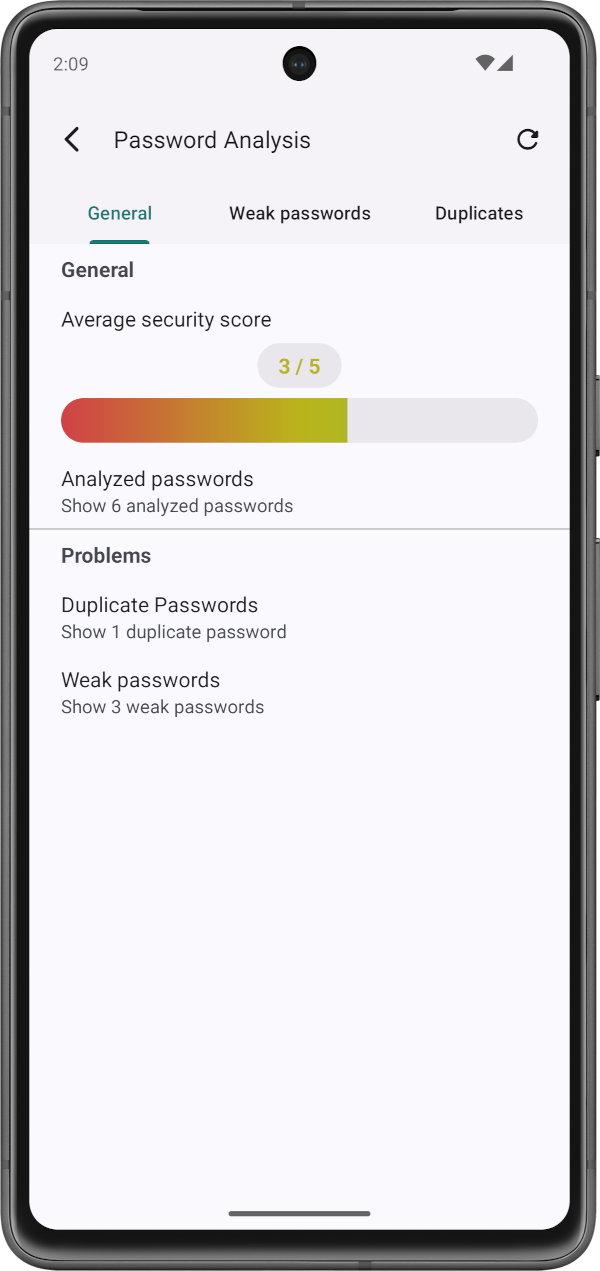 2:09
Password Analysis
General Weak passwords Duplicates
General
Average security score
3 / 5
Analyzed passwords
Show 6 analyzed passwords
Problems
Duplicate Passwords
Show 1 duplicate password
Weak passwords
Show 3 weak passwords